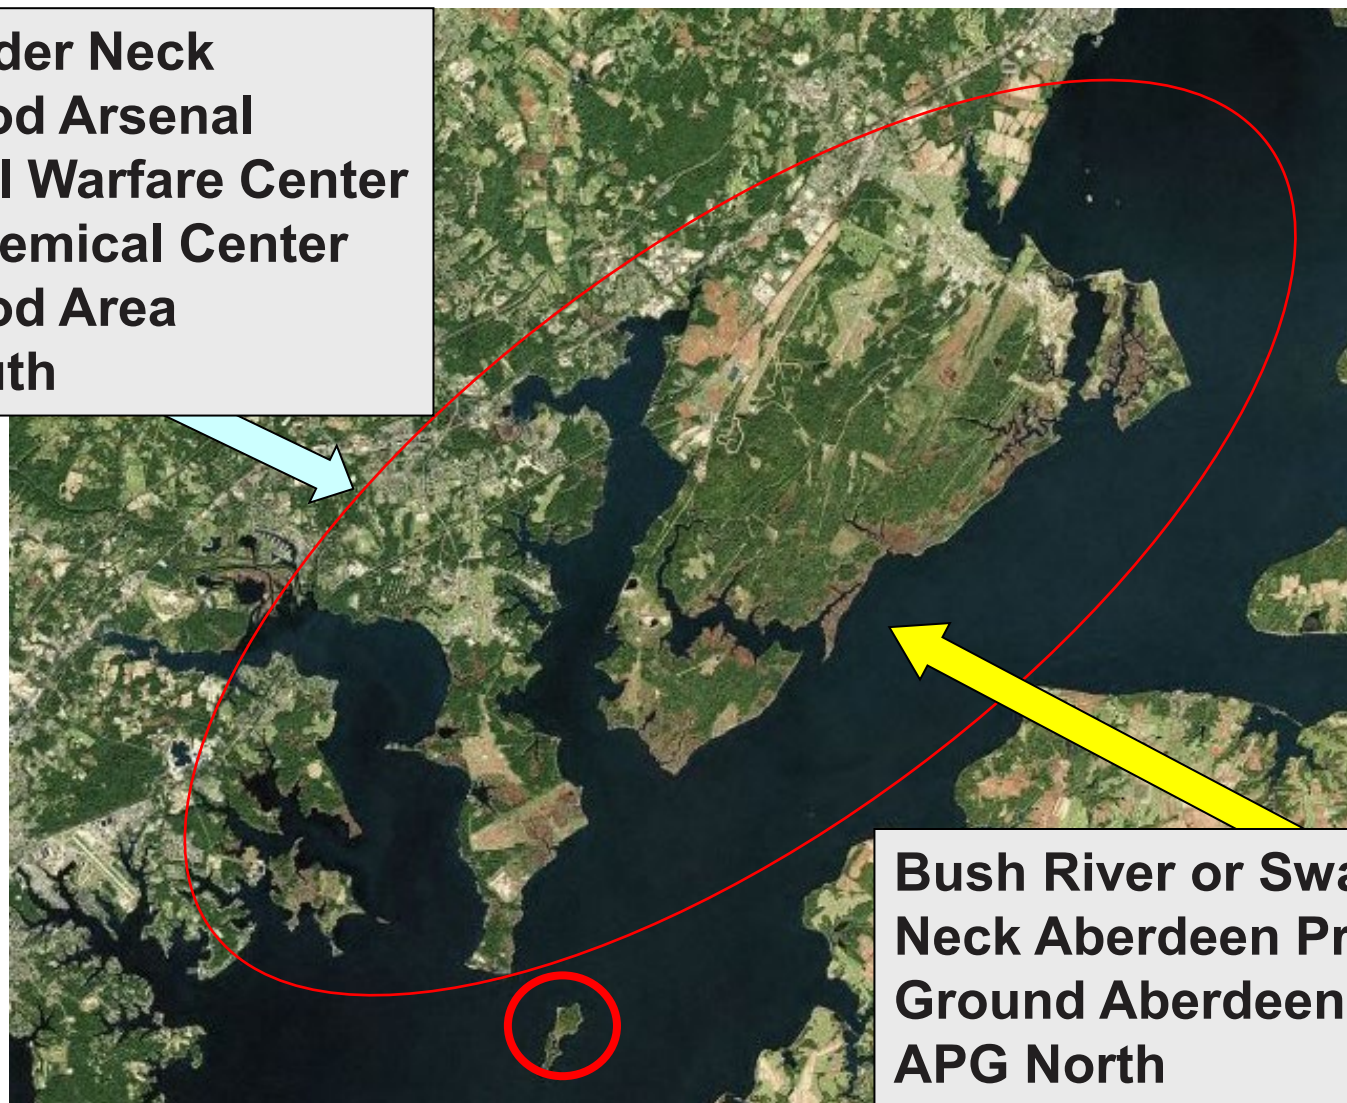 der Neck
od Arsenal
l Warfare Center
emical Center
od Area
uth
Bush River or Swa
Neck Aberdeen Pr
Ground Aberdeen
APG North